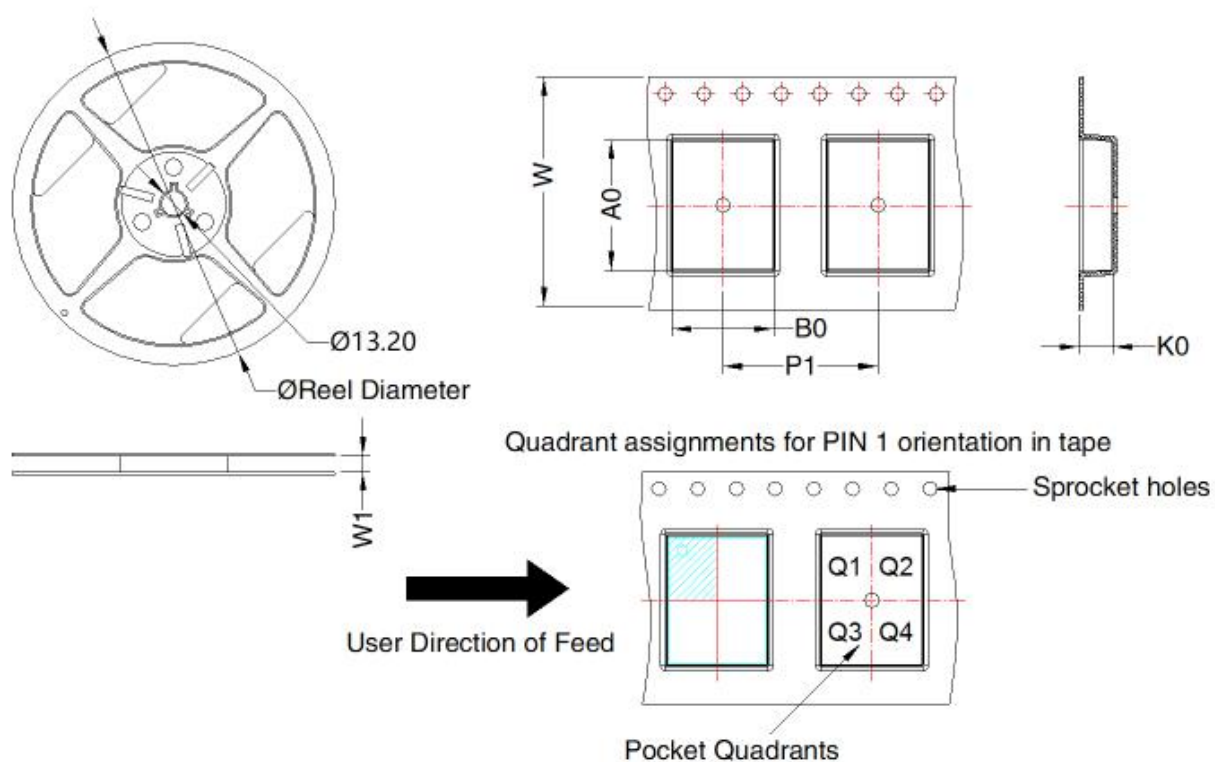 W
A0
B0
P1
K0
Ø13.20
ØReel Diameter
W1
Quadrant assignments for PIN 1 orientation in tape
Sprocket holes
Q1 Q2
Q3 Q4
User Direction of Feed
Pocket Quadrants